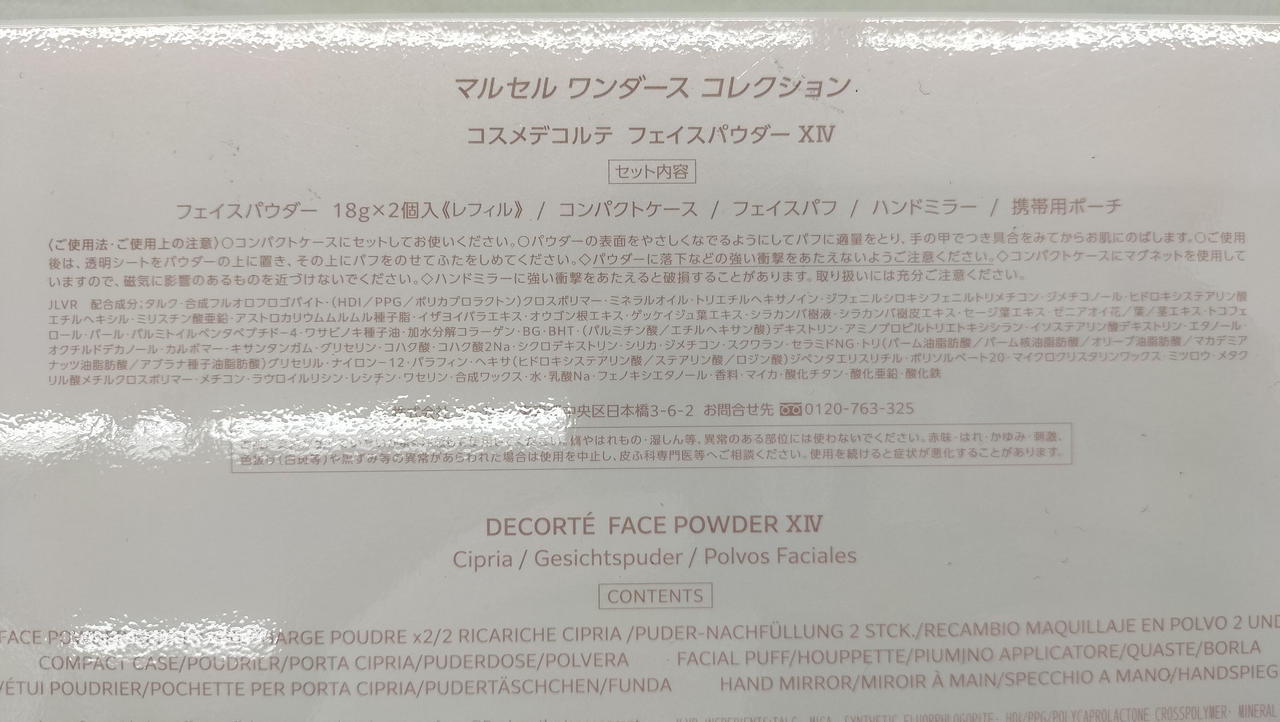 マルセル ワンダース コレクション
コスメデコルテ フェイスパウダー XIV
セット内容
フェイスパウダー 18g×2個入《レフィル》 / コンパクトケース / フェイスパフ / ハンドミラー / 携帯用ポーチ
〈ご使用法・ご使用上の注意〉○コンパクトケースにセットしてお使いください。○パウダーの表面をやさしくなでるようにしてパフに適量をとり、手の甲でつき具合をみてからお肌にのばします。○ご使用
後は、透明シートをパウダーの上に置き、その上にパフをのせてふたをしめてください。◇パウダーに落下などの強い衝撃をあたえないようご注意ください。◇コンパクトケースにマグネットを使用して
いますので、磁気に影響のあるものを近づけないでください。◇ハンドミラーに強い衝撃をあたえると破損することがあります。取り扱いには充分ご注意ください。
JLVR 配合成分;タルク・合成フルオロフロゴパイト・(HDI/PPG/ポリカプロラクトン)クロスポリマー・ミネラルオイル・トリエチルヘキサノイン・ジフェニルシロキシフェニルトリメチコン・ジメチコノール・ヒドロキシステアリン酸
エチルヘキシル・ミリスチン酸亜鉛・アストロカリウムムルムル種子脂・イザヨイバラエキス・オウゴン根エキス・ゲッケイジュ葉エキス・シラカンバ樹液・シラカンバ樹皮エキス・セージ葉エキス・ゼニアオイ花/葉/茎エキス・トコフェ
ロール・パール・パルミトイルペンタペプチド-4・ワサビノキ種子油・加水分解コラーゲン・BG・BHT・(パルミチン酸/エチルヘキサン酸)デキストリン・アミノプロピルトリエトキシシラン・イソステアリン酸デキストリン・エタノール・
オクチルドデカノール・カルボマー・キサンタンガム・グリセリン・コハク酸・コハク酸2Na・シクロデキストリン・シリカ・ジメチコン・スクワラン・セラミドNG・トリ(パーム油脂肪酸/パーム核油脂肪酸/オリーブ油脂肪酸/マカデミア
ナッツ油脂肪酸/アブラナ種子油脂肪酸)グリセリル・ナイロン-12・パラフィン・ヘキサ(ヒドロキシステアリン酸/ステアリン酸/ロジン酸)ジペンタエリスリチル・ポリソルベート20・マイクロクリスタリンワックス・ミツロウ・メタク
リル酸メチルクロスポリマー・メチコン・ラウロイルリシン・レシチン・ワセリン・合成ワックス・水・乳酸Na・フェノキシエタノール・香料・マイカ・酸化チタン・酸化亜鉛・酸化鉄
株式会社 中央区日本橋3-6-2 お問合せ先 0120-763-325
傷やはれもの・湿しん等、異常のある部位には使わないでください。赤味・はれ・かゆみ・刺激、
色抜け(白斑等)や黒ずみ等の異常があらわれた場合は使用を中止し、皮ふ科専門医等へご相談ください。使用を続けると症状が悪化することがあります。
DECORTÉ FACE POWDER XIV
Cipria / Gesichtspuder / Polvos Faciales
CONTENTS
FACE POUDRE x2/2 RICARICHE CIPRIA /PUDER-NACHFÜLLUNG 2 STCK./RECAMBIO MAQUILLAJE EN POLVO 2 UND
COMPACT CASE/POUDRIER/PORTA CIPRIA/PUDERDOSE/POLVERA FACIAL PUFF/HOUPPETTE/PIUMINO APPLICATORE/QUASTE/BORLA
/ÉTUI POUDRIER/POCHETTE PER PORTA CIPRIA/PUDERTÄSCHCHEN/FUNDA HAND MIRROR/MIROIR À MAIN/SPECCHIO A MANO/HANDSPIEG